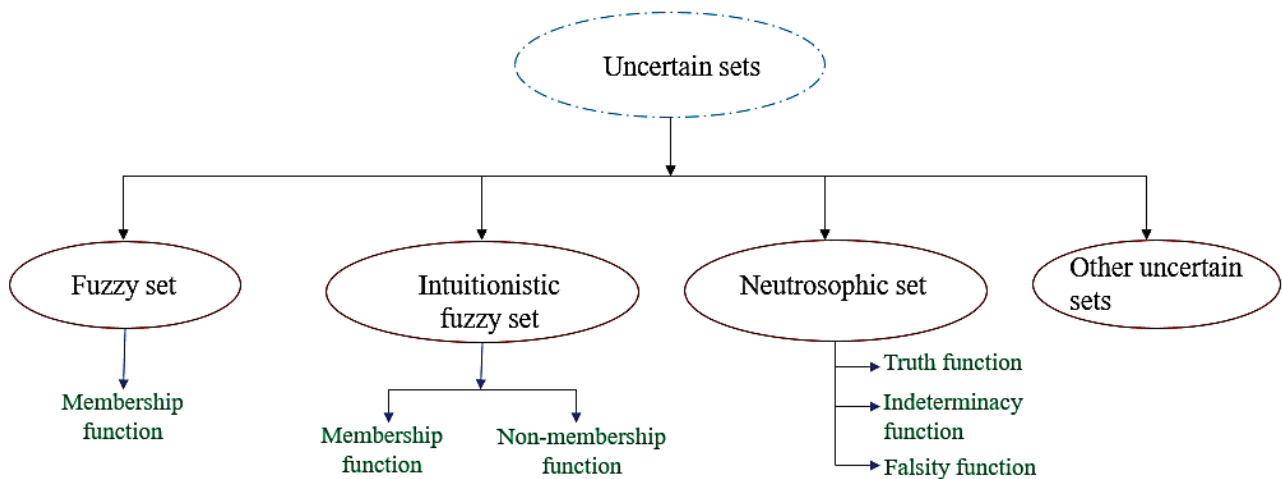 Uncertain sets
Fuzzy set
Intuitionistic
fuzzy set
Neutrosophic set
Other uncertain
sets
Membership
function
Membership
function
Non-membership
function
Truth function
Indeterminacy
function
Falsity function